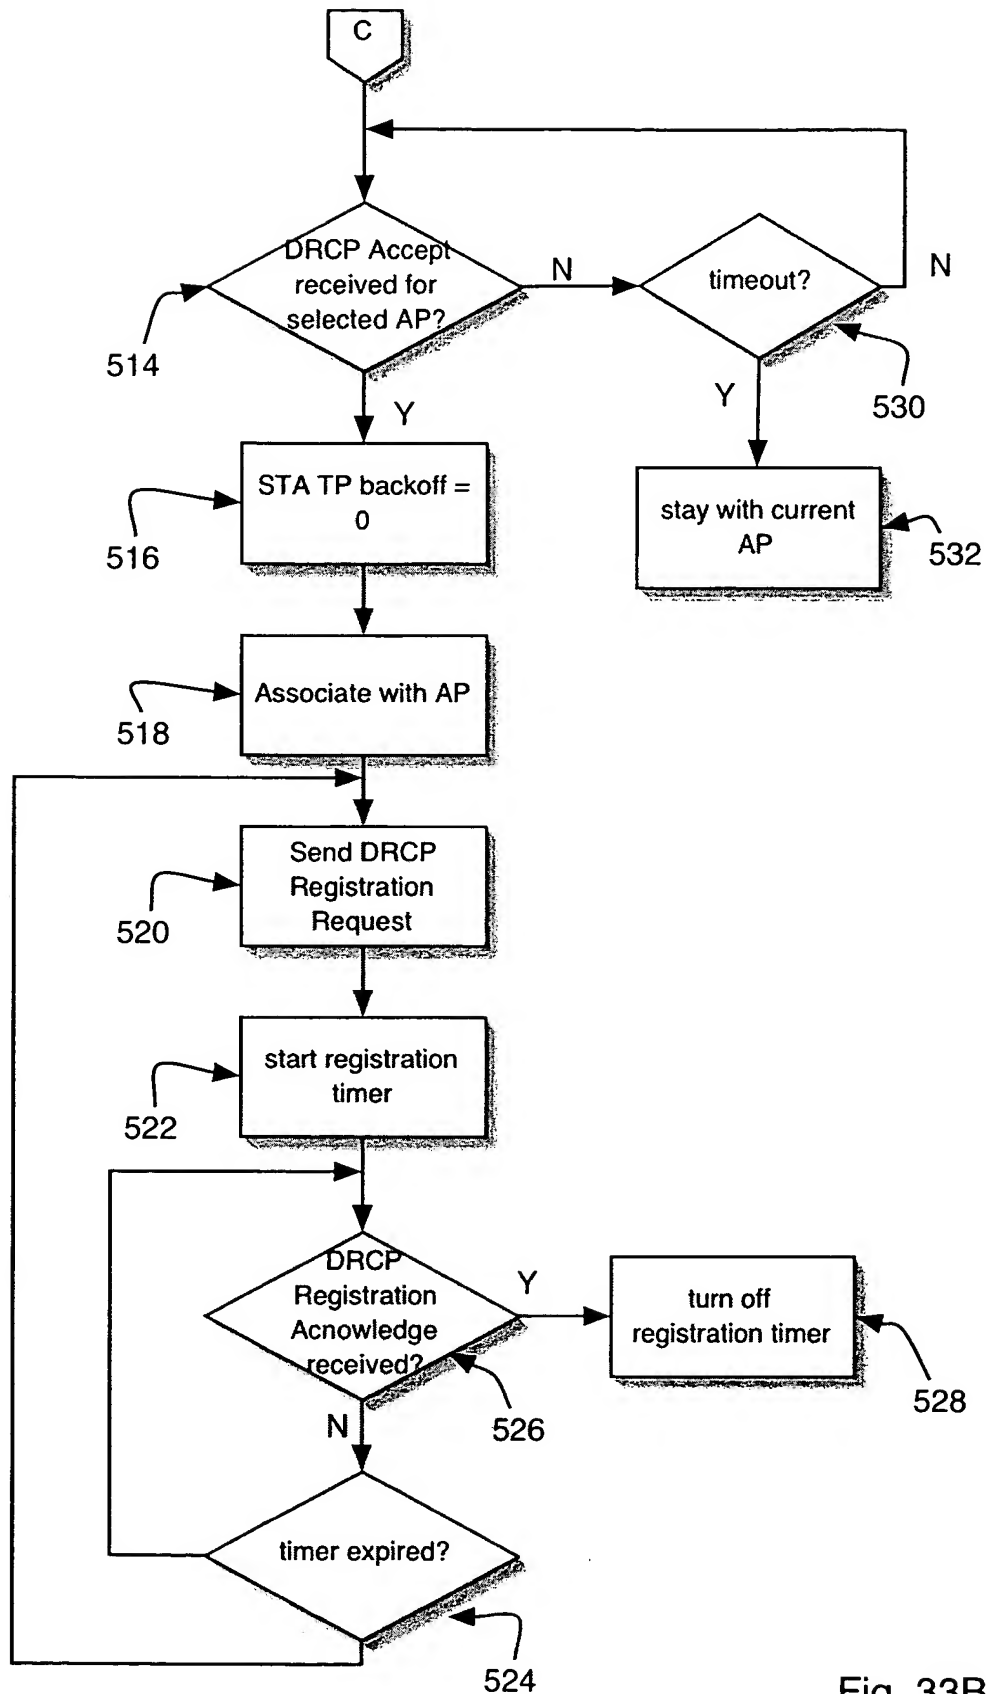 C
DRCP Accept
received for
selected AP?
N
timeout?
N
514
Y
Y
530
STA TP backoff =
0
516
stay with current
AP
532
Associate with AP
518
Send DRCP
Registration
Request
520
start registration
timer
522
DRCP
Registration
Acnowledge
received?
Y
turn off
registration timer
526
528
N
timer expired?
524
Fig. 33B